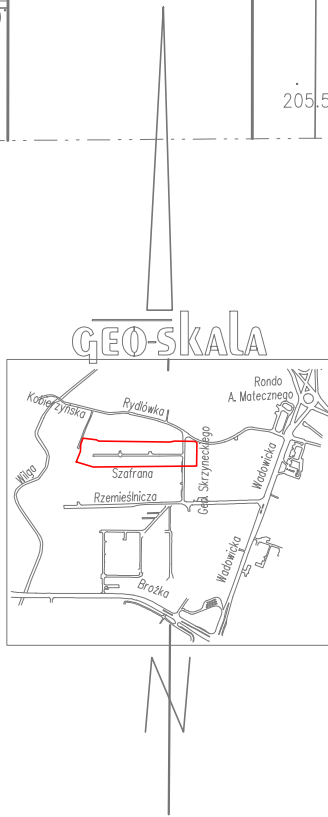 205.5
GEO-SKALA
Rondo
A. Matecznego
Kobierzyńska
Rydlówka
Wilga
Szafrana
Gen. Skrzyneckiego
Wadowicka
Rzemieślnicza
Wadowicka
Brożka
N